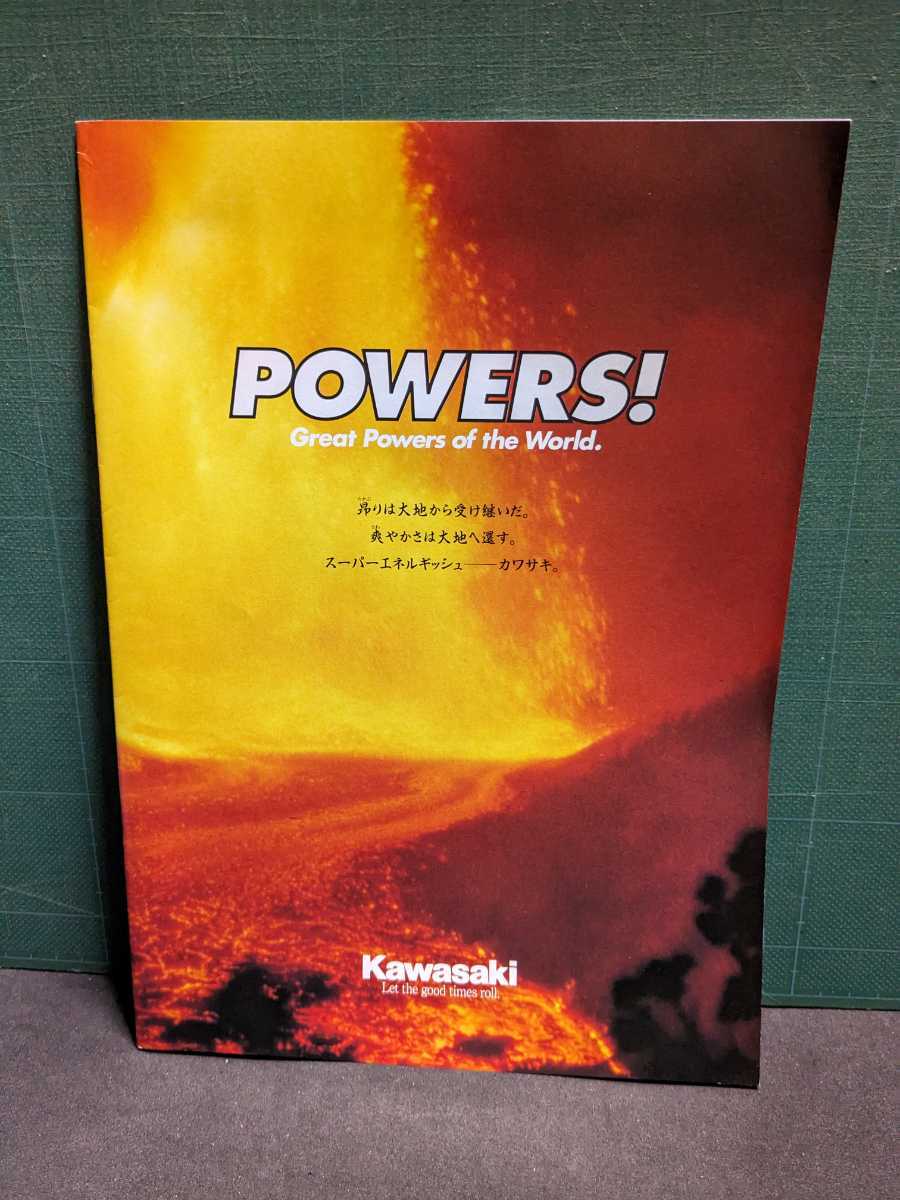 POWERS!
Great Powers of the World.
昂りは大地から受け継いだ。
爽やかさは大地へ還す。
スーパーエネルギッシュ──カワサキ。
Kawasaki
Let the good times roll.